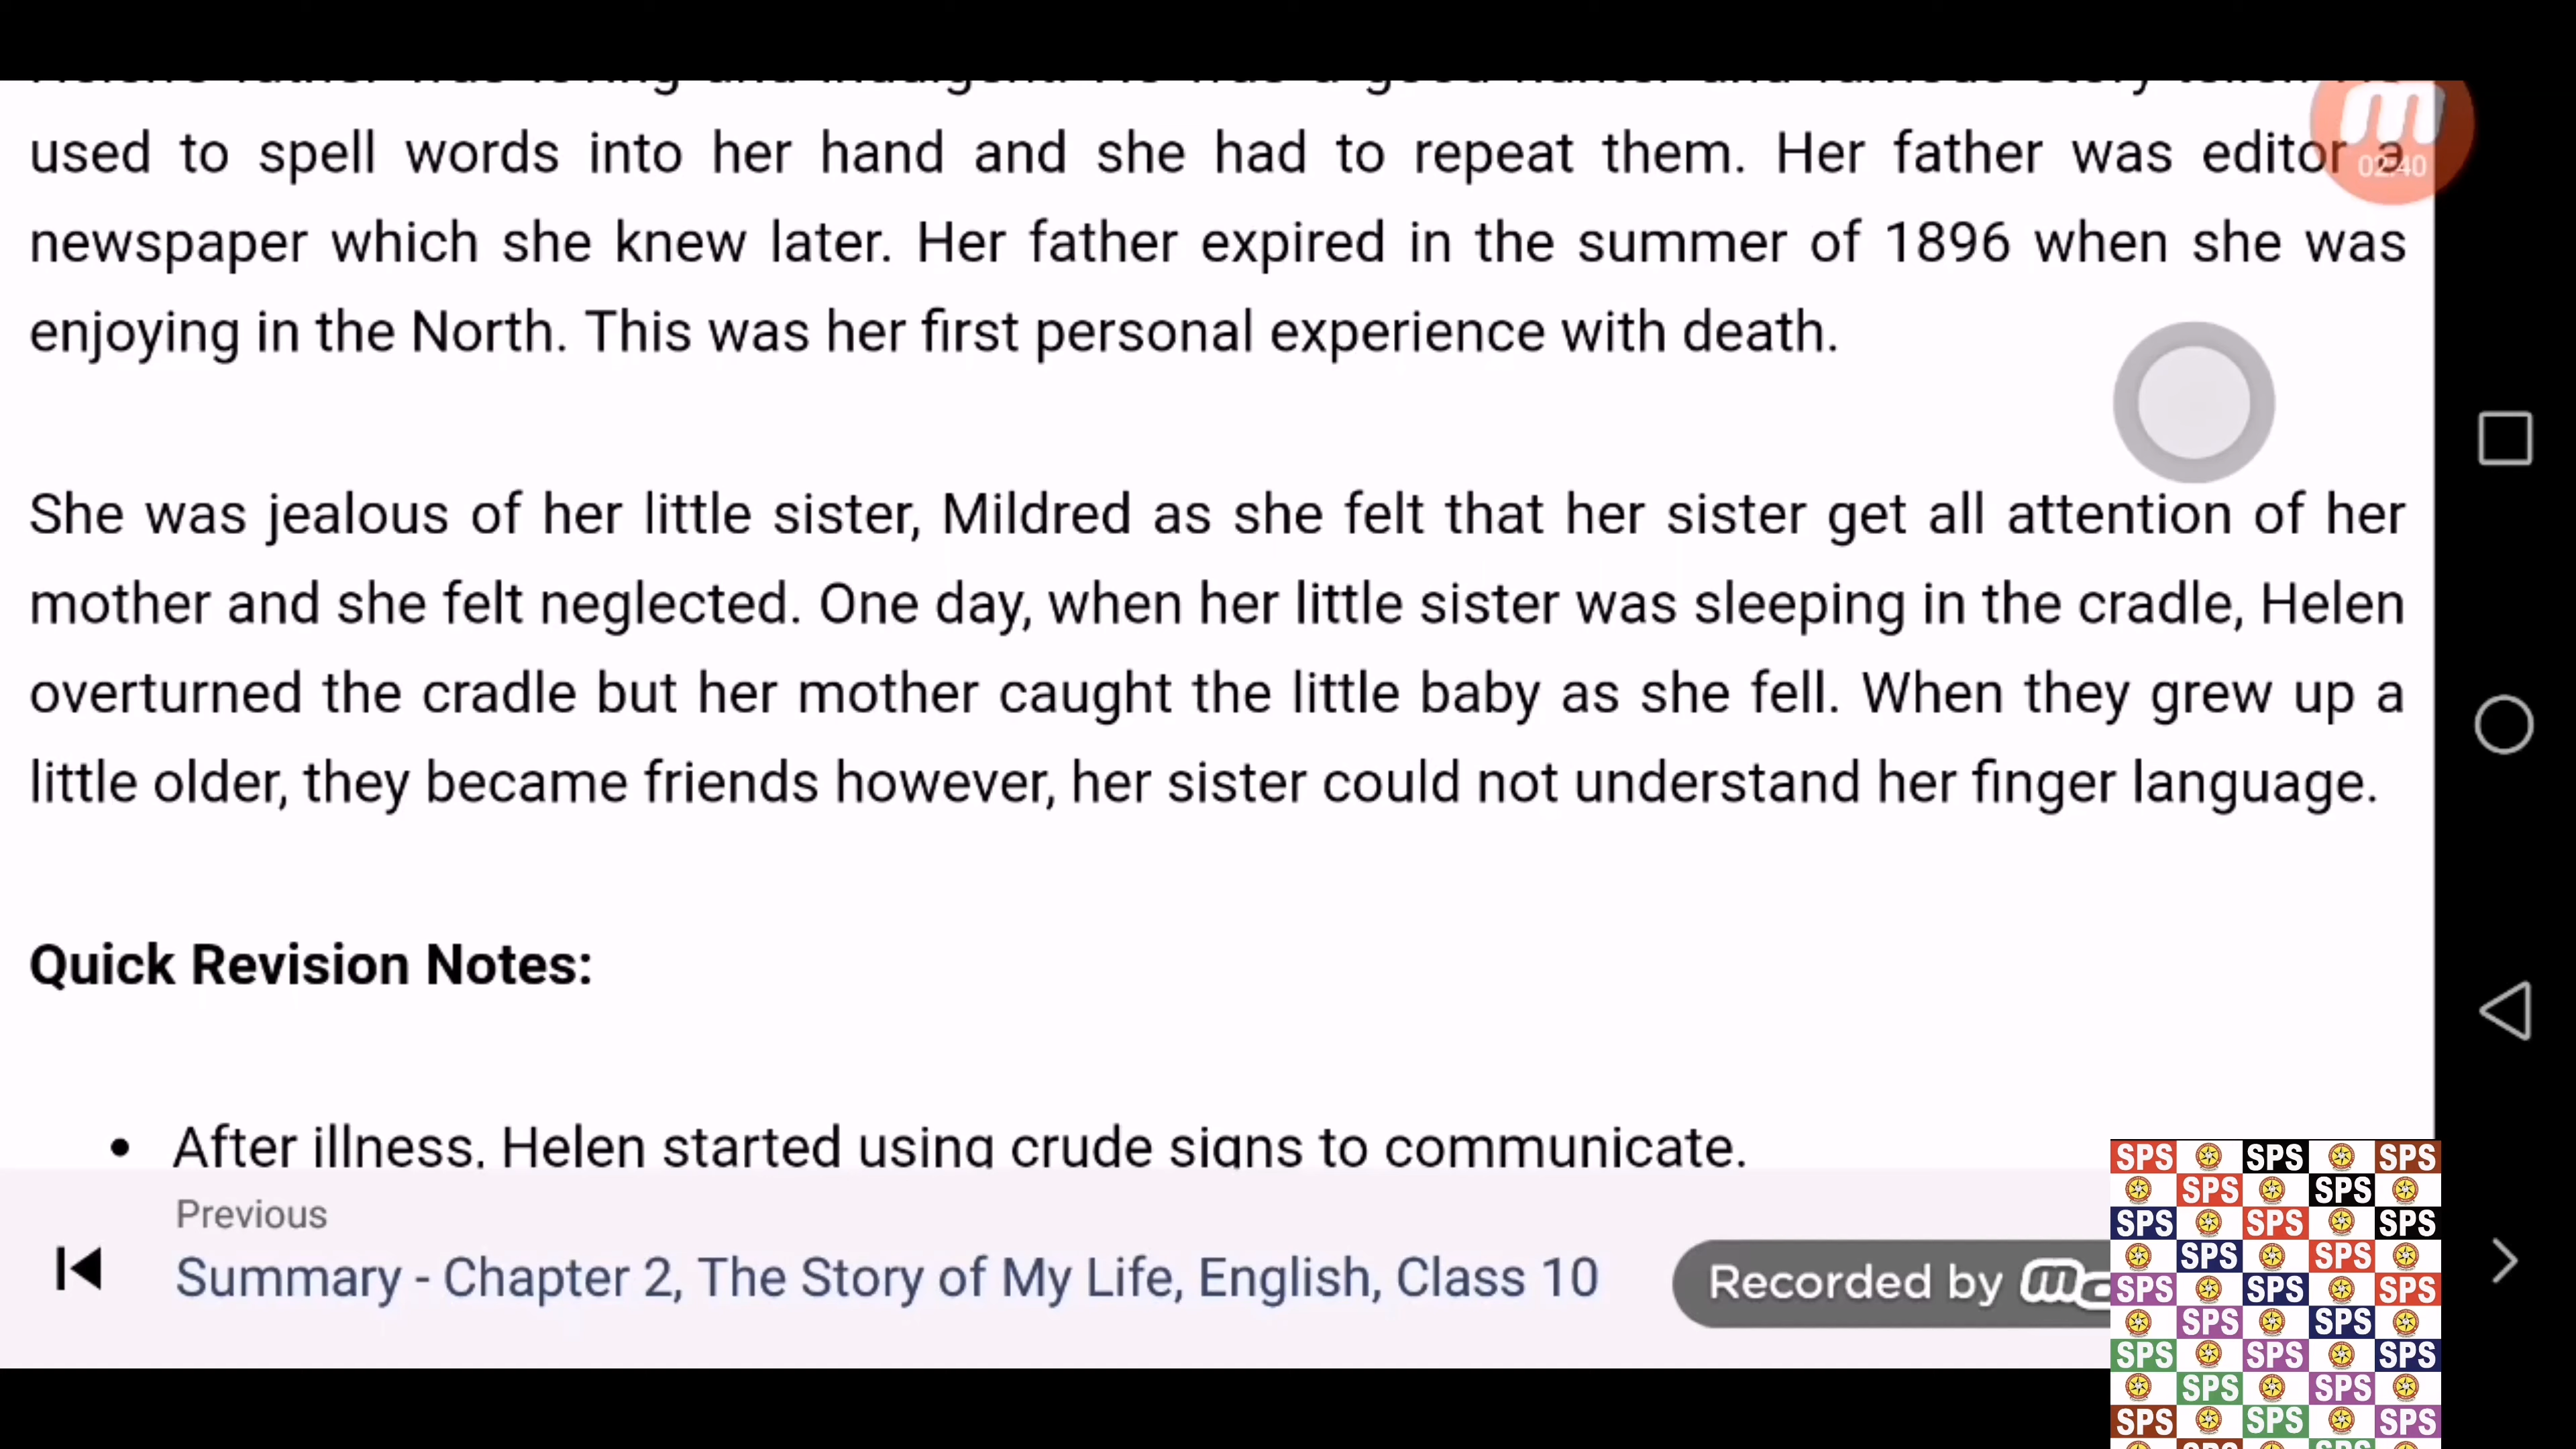 used to spell words into her hand and she had to repeat them. Her father was editor a
02:40
newspaper which she knew later. Her father expired in the summer of 1896 when she was
enjoying in the North. This was her first personal experience with death.
She was jealous of her little sister, Mildred as she felt that her sister get all attention of her
mother and she felt neglected. One day, when her little sister was sleeping in the cradle, Helen
overturned the cradle but her mother caught the little baby as she fell. When they grew up a
little older, they became friends however, her sister could not understand her finger language.
Quick Revision Notes:
• After illness, Helen started using crude signs to communicate.
Previous
Summary - Chapter 2, The Story of My Life, English, Class 10
Recorded by
SPS SPS SPS
SPS SPS
SPS SPS SPS
SPS SPS
SPS SPS SPS
SPS SPS
SPS SPS SPS
SPS SPS
SPS SPS SPS